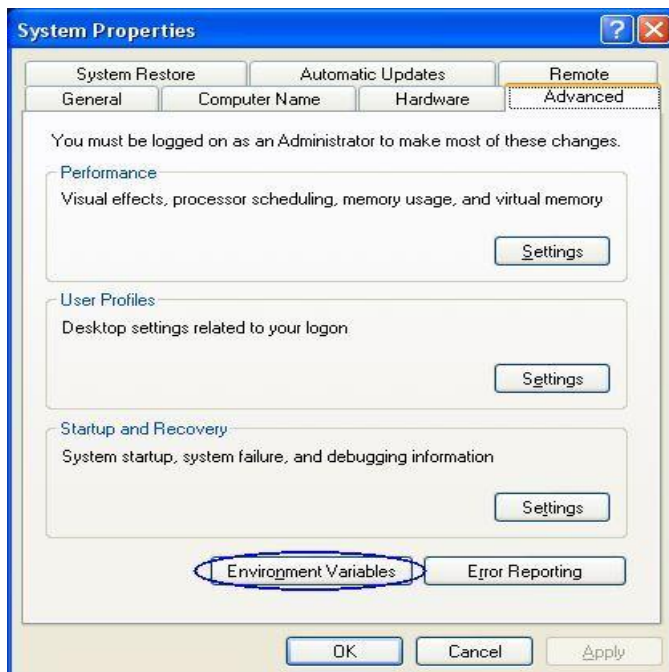 System Properties
System Restore
Automatic Updates
Remote
General
Computer Name
Hardware
Advanced
You must be logged on as an Administrator to make most of these changes.
Performance
Visual effects, processor scheduling, memory usage, and virtual memory
Settings
User Profiles
Desktop settings related to your logon
Settings
Startup and Recovery
System startup, system failure, and debugging information
Settings
Environment Variables
Error Reporting
OK
Cancel
Apply